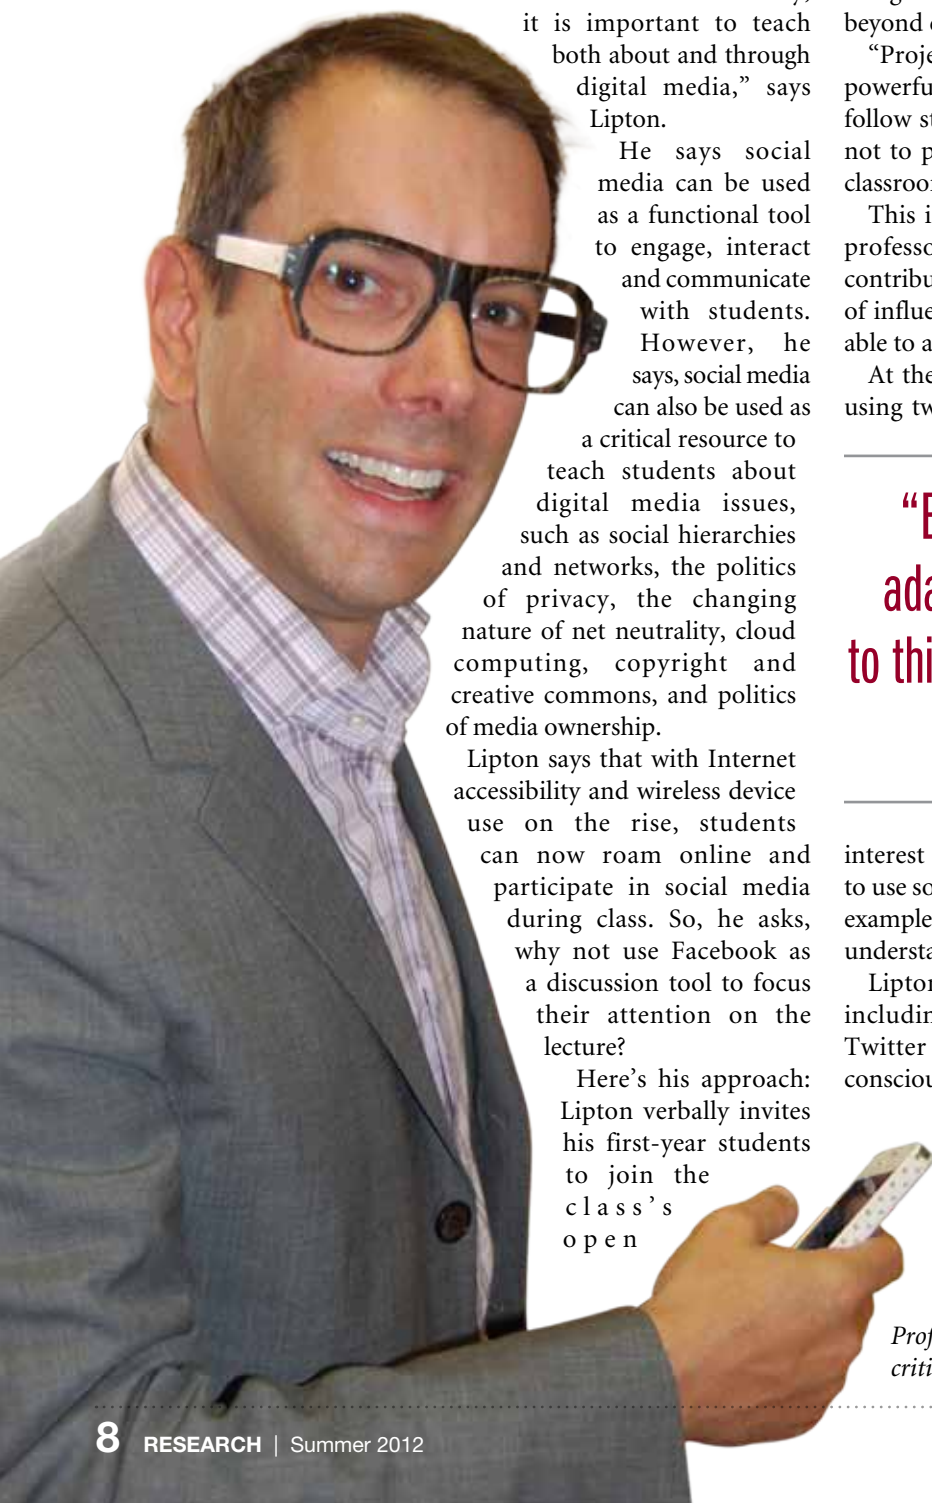 it is important to teach
both about and through
digital media,” says
Lipton.
He says social
media can be used
as a functional tool
to engage, interact
and communicate
with students.
However, he
says, social media
can also be used as
a critical resource to
teach students about
digital media issues,
such as social hierarchies
and networks, the politics
of privacy, the changing
nature of net neutrality, cloud
computing, copyright and
creative commons, and politics
of media ownership.
Lipton says that with Internet
accessibility and wireless device
use on the rise, students
can now roam online and
participate in social media
during class. So, he asks,
why not use Facebook as
a discussion tool to focus
their attention on the
lecture?
Here’s his approach:
Lipton verbally invites
his first-year students
to join the
class’s
open
beyond
“Proje
powerfu
follow st
not to p
classroo
This i
professo
contribu
of influe
able to a
At the
using tw
“E
ada
to thi
interest
to use so
example
understa
Lipto
includin
Twitter
consciou
Prof
criti
8 RESEARCH | Summer 2012